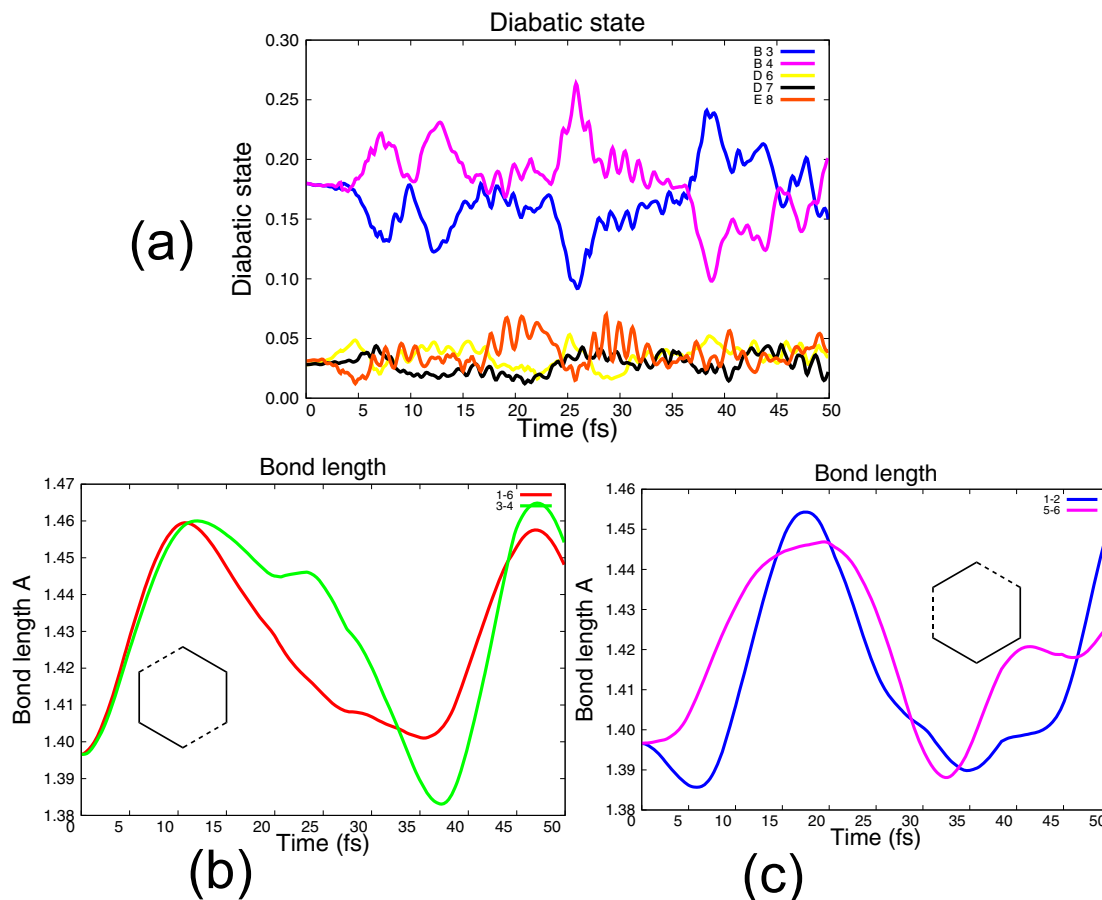 Diabatic state
0.30
0.25
0.20
0.15
0.10
0.05
0.00
Diabatic state
B 3
B 4
D 6
D 7
E 8
0 5 10 15 20 25 30 35 40 45 50
Time (fs)
(a)
Bond length
1.47
1.46
1.45
1.44
1.43
1.42
1.41
1.40
1.39
1.38
Bond length A
1-6
3-4
0 5 10 15 20 25 30 35 40 45 50
Time (fs)
(b)
Bond length
1.46
1.45
1.44
1.43
1.42
1.41
1.40
1.39
1.38
Bond length A
1-2
5-6
0 5 10 15 20 25 30 35 40 45 50
Time (fs)
(c)